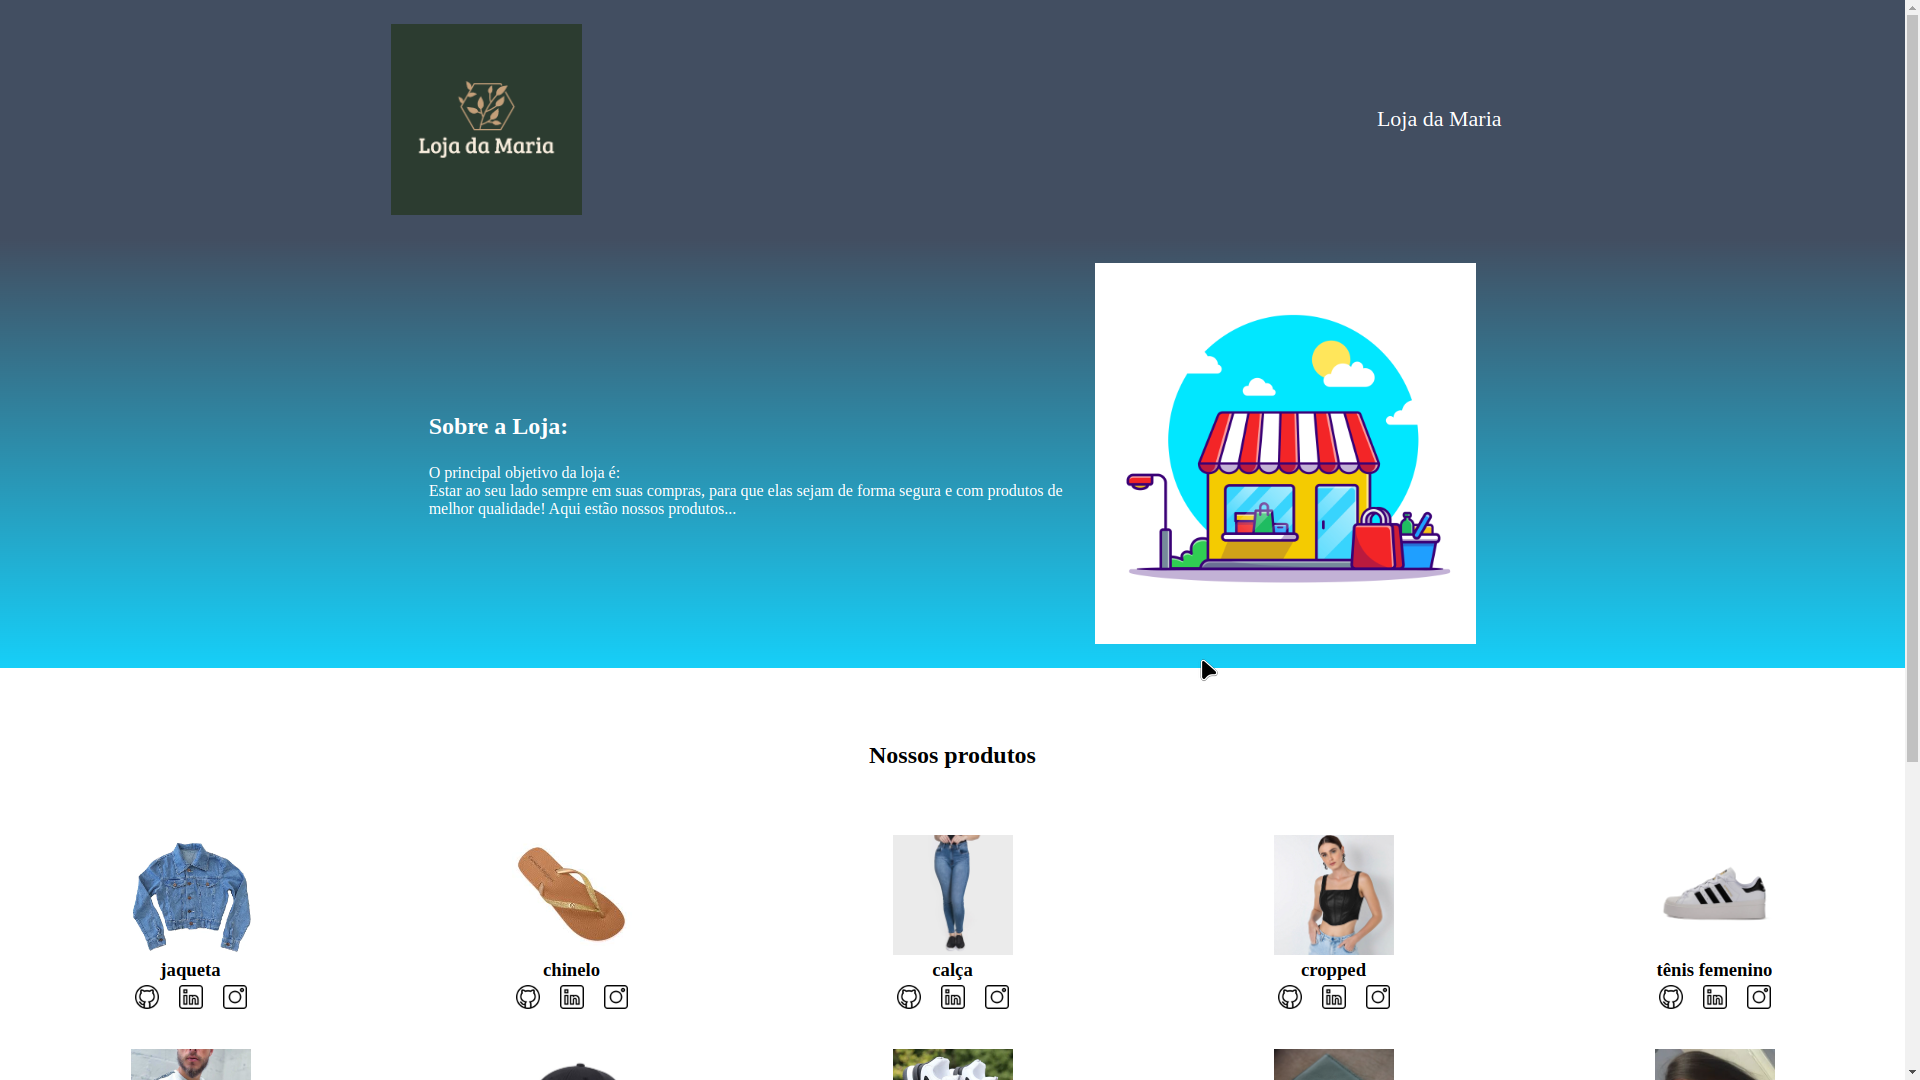 Loja da Maria
Loja da Maria
Sobre a Loja:
O principal objetivo da loja é:
Estar ao seu lado sempre em suas compras, para que elas sejam de forma segura e com produtos de
melhor qualidade! Aqui estão nossos produtos...
Nossos produtos
jaqueta
chinelo
calça
cropped
tênis femenino